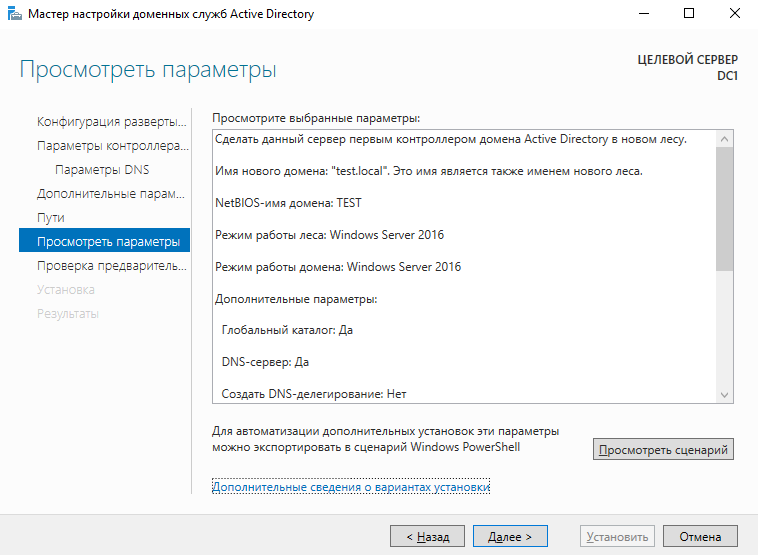 Мастер настройки доменных служб Active Directory
Просмотреть параметры
ЦЕЛЕВОЙ СЕРВЕР
DC1
Конфигурация разверты...
Параметры контроллера...
Параметры DNS
Дополнительные парам...
Пути
Просмотреть параметры
Проверка предваритель...
Установка
Результаты
Просмотрите выбранные параметры:
Сделать данный сервер первым контроллером домена Active Directory в новом лесу.
Имя нового домена: "test.local". Это имя является также именем нового леса.
NetBIOS-имя домена: TEST
Режим работы леса: Windows Server 2016
Режим работы домена: Windows Server 2016
Дополнительные параметры:
Глобальный каталог: Да
DNS-сервер: Да
Создать DNS-делегирование: Нет
Для автоматизации дополнительных установок эти параметры
можно экспортировать в сценарий Windows PowerShell
Просмотреть сценарий
Дополнительные сведения о вариантах установки
< Назад
Далее >
Установить
Отмена